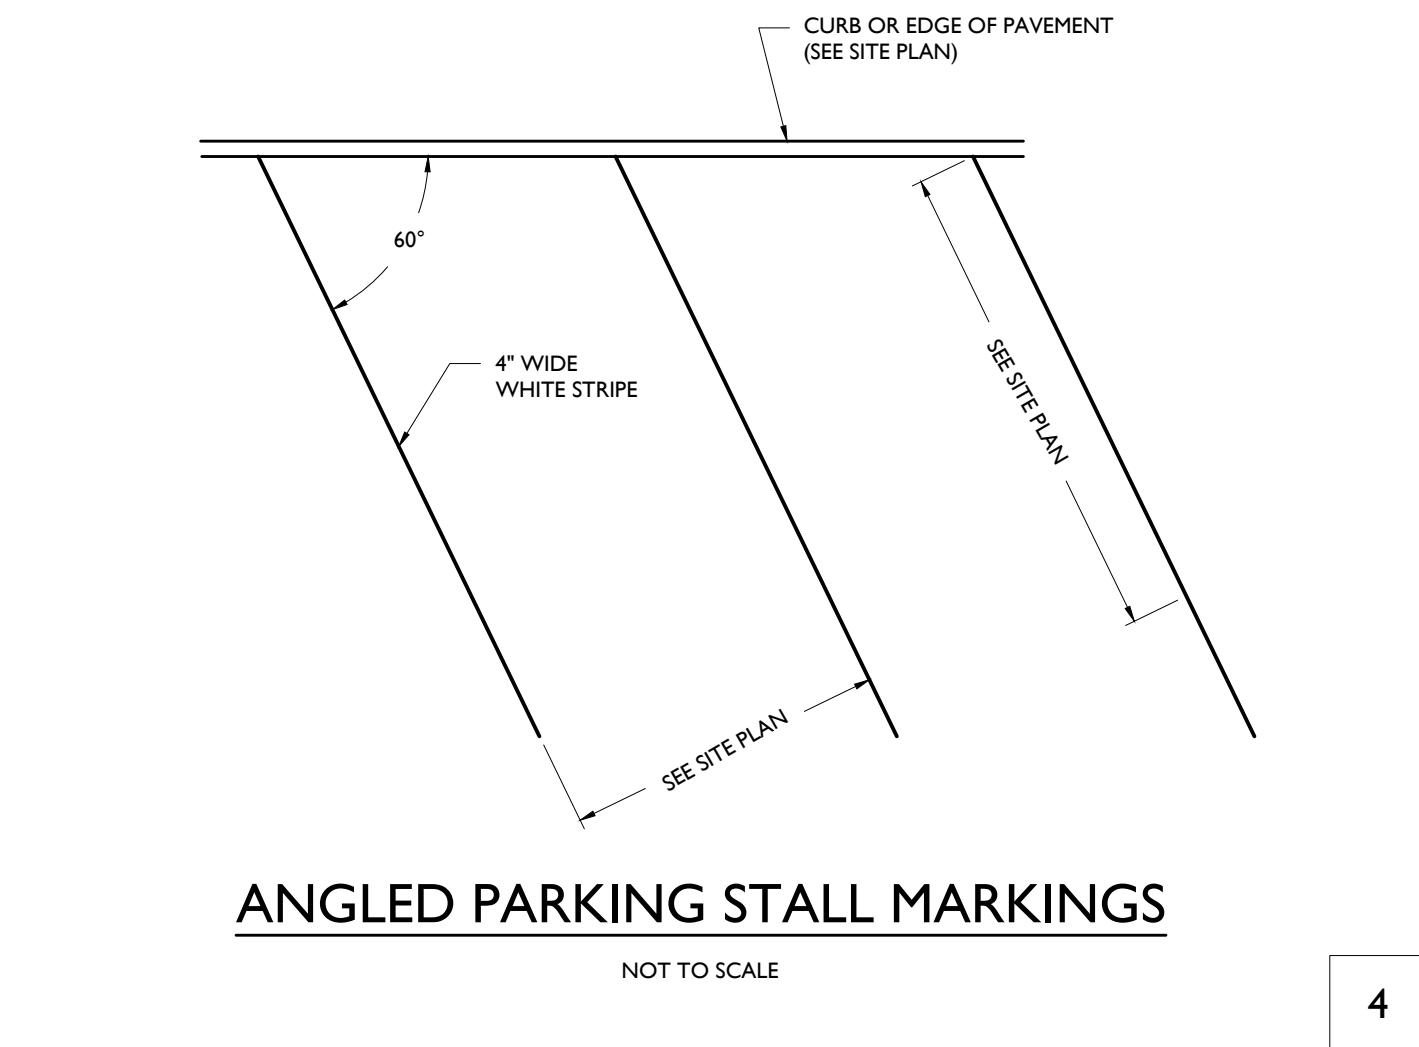 CURB OR EDGE OF PAVEMENT
(SEE SITE PLAN)
60°
4" WIDE
WHITE STRIPE
SEE SITE PLAN
SEE SITE PLAN
ANGLED PARKING STALL MARKINGS
NOT TO SCALE
4